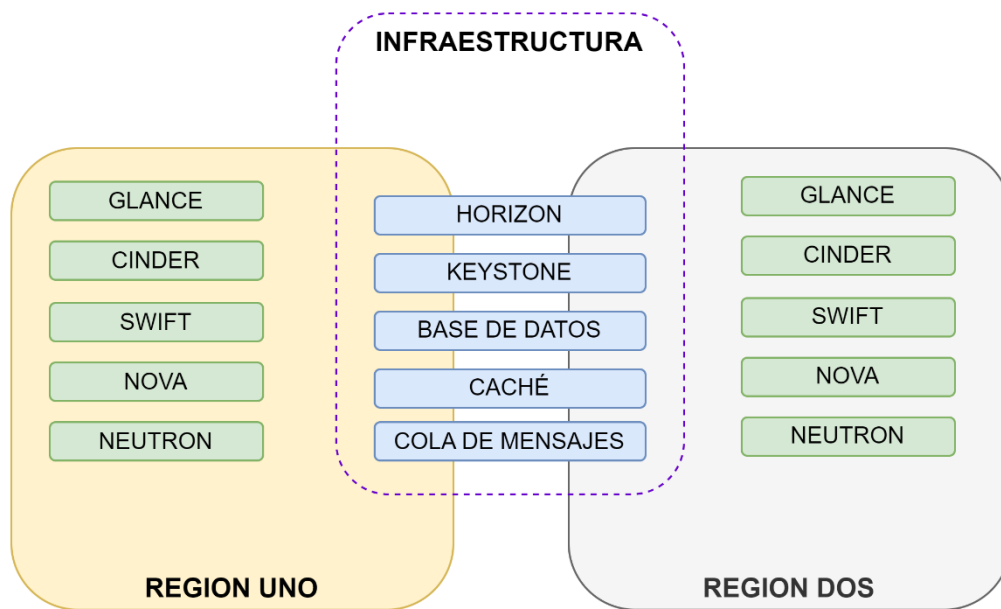 INFRAESTRUCTURA
GLANCE
CINDER
SWIFT
NOVA
NEUTRON
REGION UNO
HORIZON
KEYSTONE
BASE DE DATOS
CACHÉ
COLA DE MENSAJES
GLANCE
CINDER
SWIFT
NOVA
NEUTRON
REGION DOS